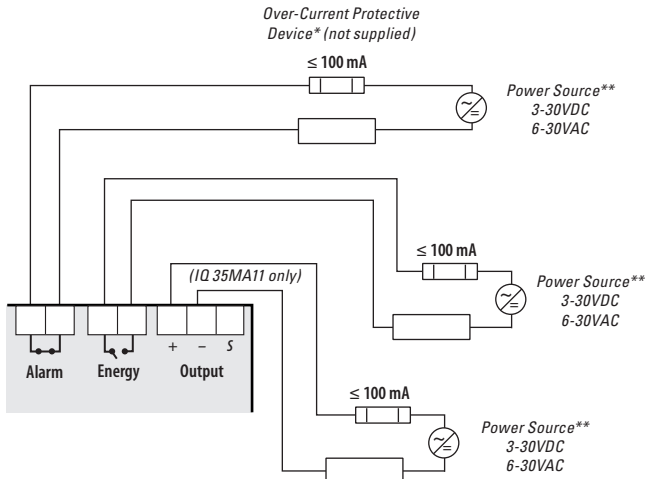 Over-Current Protective
Device* (not supplied)
≤ 100 mA
Power Source**
3-30VDC
6-30VAC
≤ 100 mA
(IQ 35MA11 only)
Power Source**
3-30VDC
6-30VAC
+ – S
Alarm Energy Output
≤ 100 mA
Power Source**
3-30VDC
6-30VAC